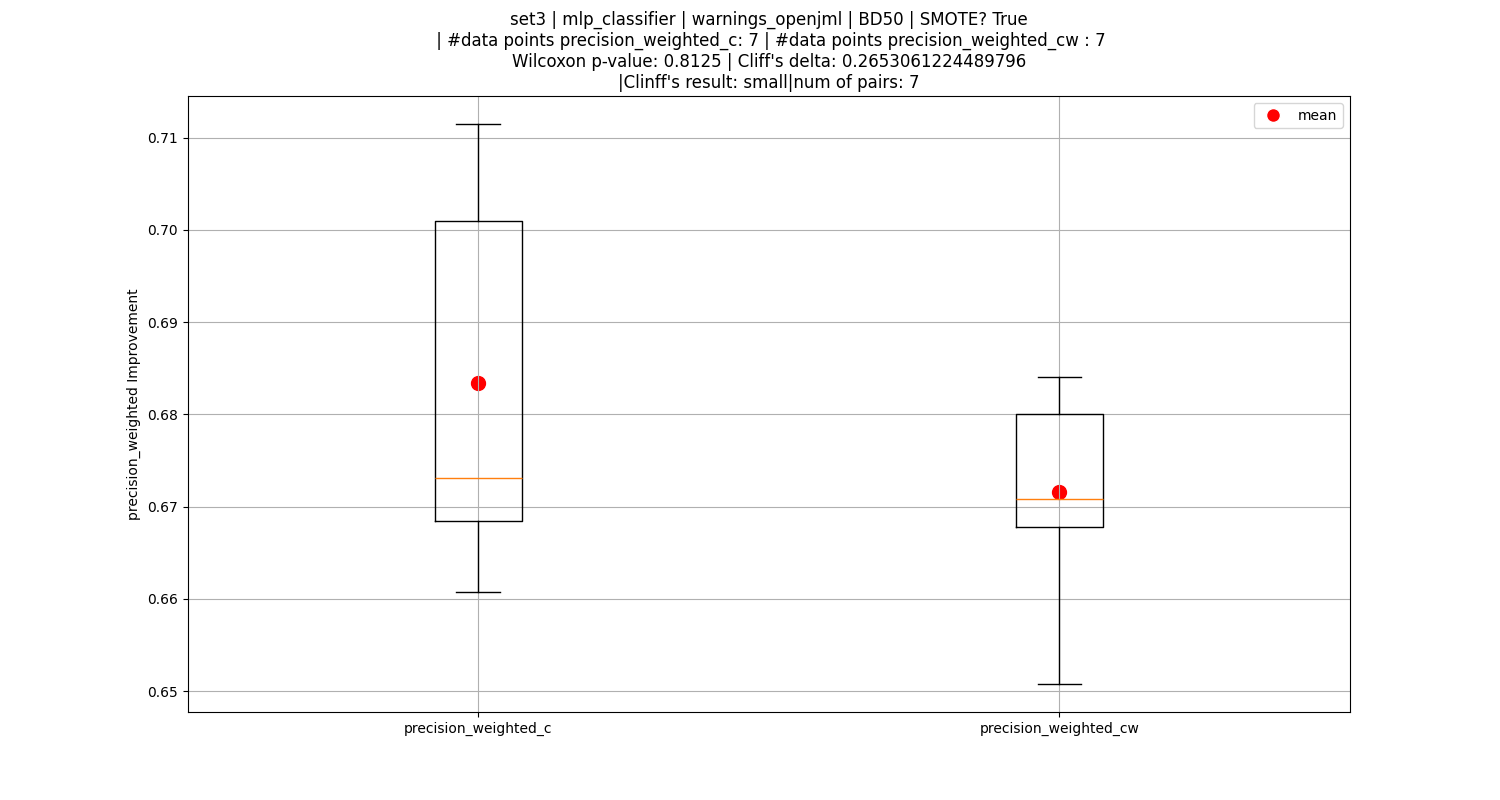 set3 | mlp_classifier | warnings_openjml | BD50 | SMOTE? True
| #data points precision_weighted_c: 7 | #data points precision_weighted_cw : 7
Wilcoxon p-value: 0.8125 | Cliff's delta: 0.2653061224489796
|Clinff's result: small|num of pairs: 7
mean
0.71
0.70
0.69
0.68
0.67
0.66
0.65
precision_weighted Improvement
precision_weighted_c
precision_weighted_cw